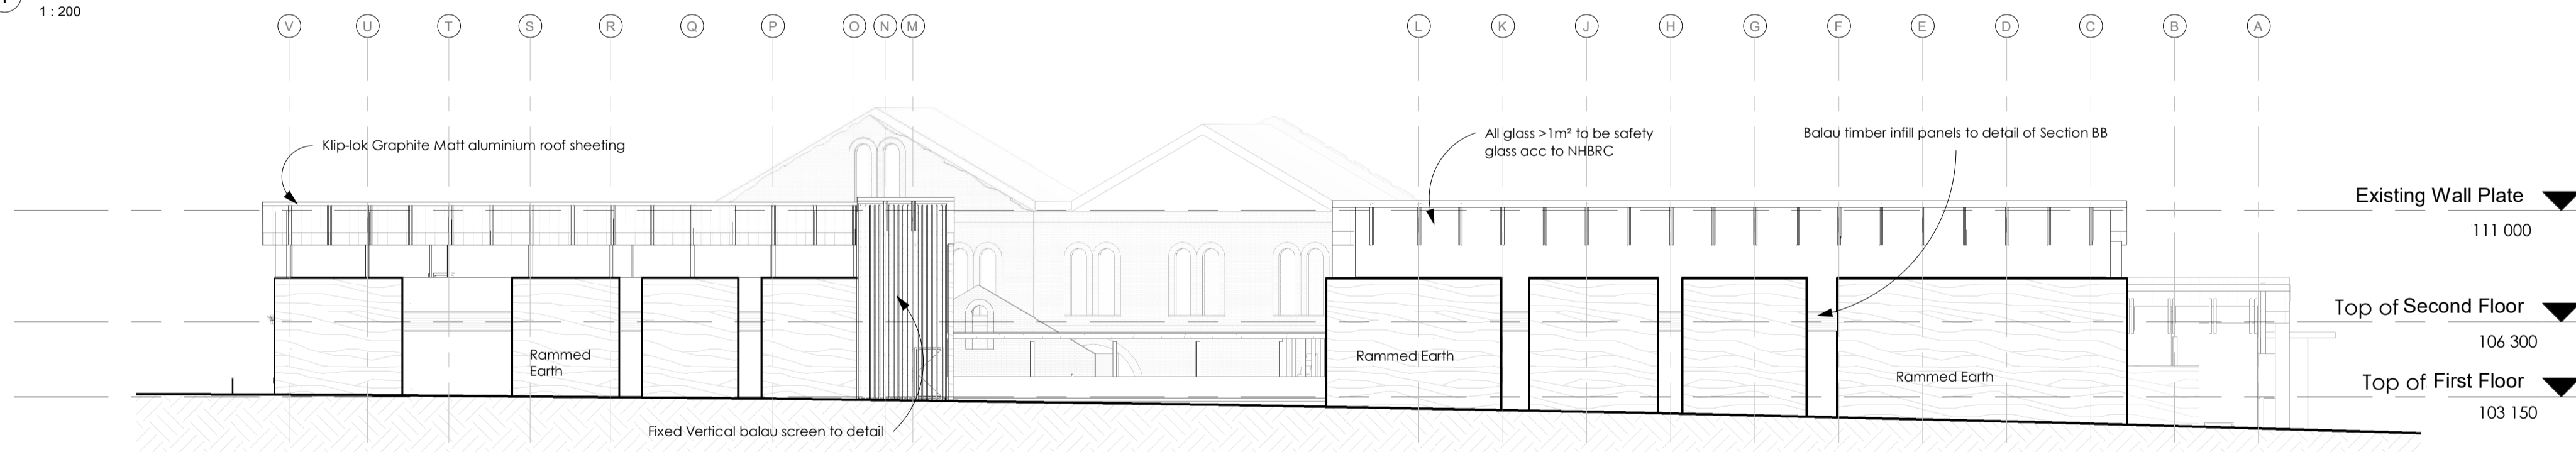 1 : 200
V U T S R Q P O N M L K J H G F E D C B A
Klip-lok Graphite Matt aluminium roof sheeting
All glass >1m² to be safety
glass acc to NHBRC
Balau timber infill panels to detail of Section BB
Existing Wall Plate
111 000
Top of Second Floor
106 300
Rammed
Earth
Rammed Earth
Rammed Earth
Top of First Floor
103 150
Fixed Vertical balau screen to detail